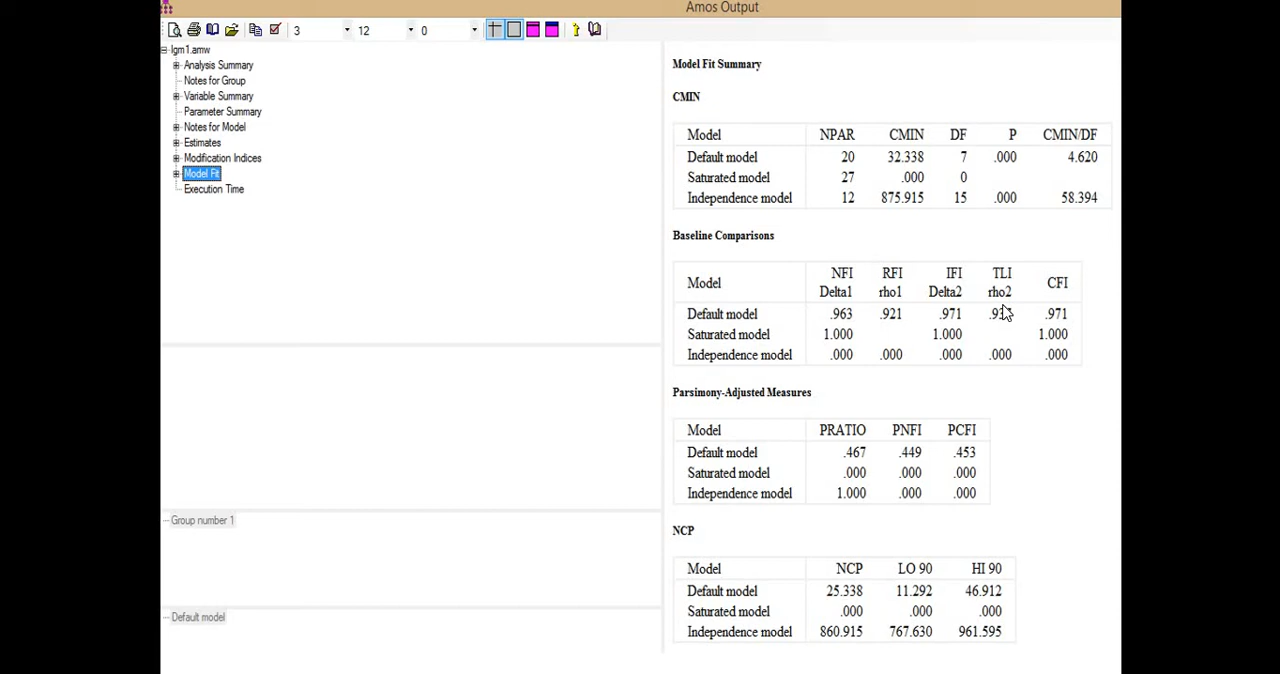 Amos Output
3 12 0
lgm1.amw
Analysis Summary
Notes for Group
Variable Summary
Parameter Summary
Notes for Model
Estimates
Modification Indices
Model Fit
Execution Time
Group number 1
Default model
Model Fit Summary
CMIN
Model NPAR CMIN DF P CMIN/DF
Default model 20 32.338 7 .000 4.620
Saturated model 27 .000 0
Independence model 12 875.915 15 .000 58.394
Baseline Comparisons
Model NFI Delta1 RFI rho1 IFI Delta2 TLI rho2 CFI
Default model .963 .921 .971 .971
Saturated model 1.000 1.000 1.000
Independence model .000 .000 .000 .000 .000
Parsimony-Adjusted Measures
Model PRATIO PNFI PCFI
Default model .467 .449 .453
Saturated model .000 .000 .000
Independence model 1.000 .000 .000
NCP
Model NCP LO 90 HI 90
Default model 25.338 11.292 46.912
Saturated model .000 .000 .000
Independence model 860.915 767.630 961.595